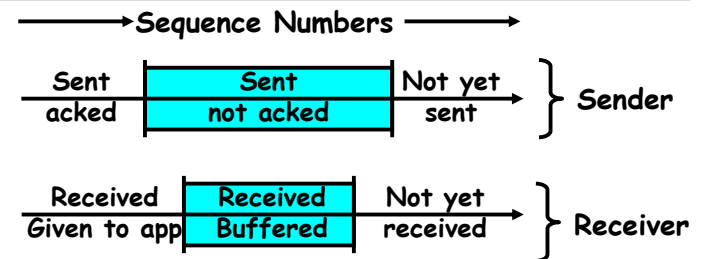 Sequence Numbers
Sent Sent Not yet
acked not acked sent
Sender
Received Received Not yet
Given to app Buffered received
Receiver